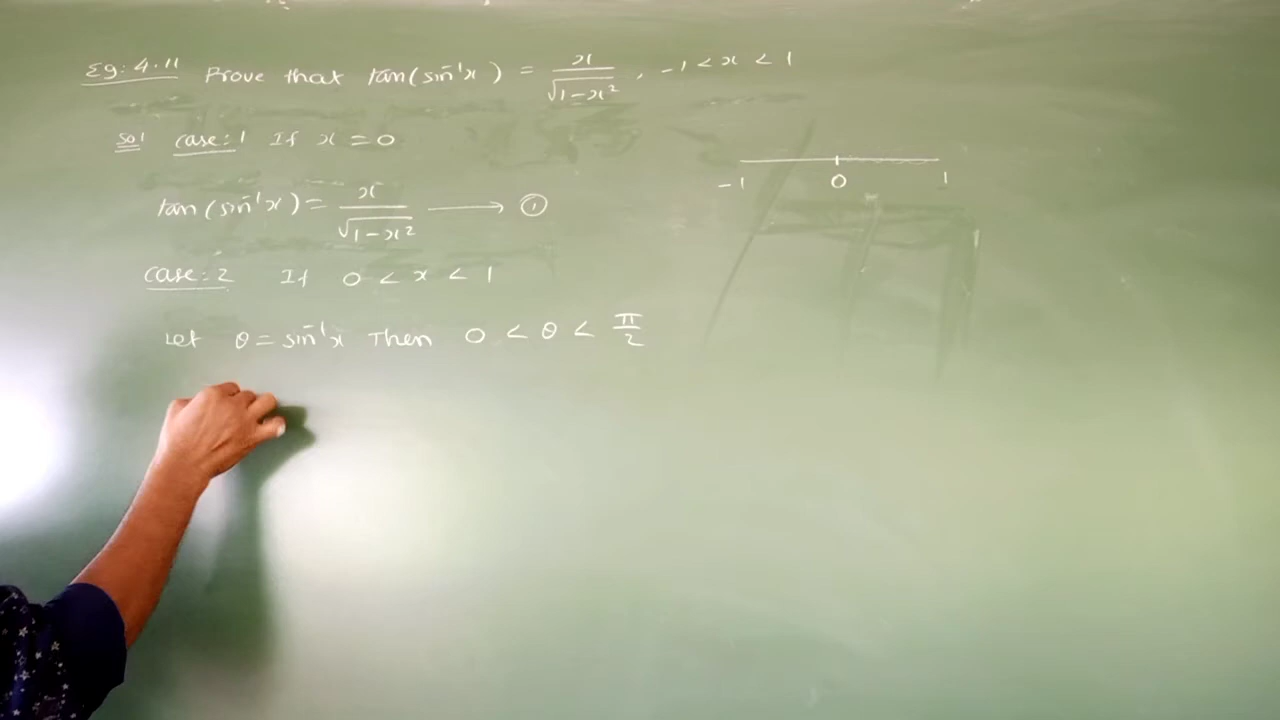 Eg: 4.11 Prove that tan(sin⁻¹x) = x/√(1-x²), -1 < x < 1
Sol case:1 If x = 0
-1 0 1
tan(sin⁻¹x) = x/√(1-x²) ⟶ ①
case:2 If 0 < x < 1
Let θ = sin⁻¹x Then 0 < θ < π/2